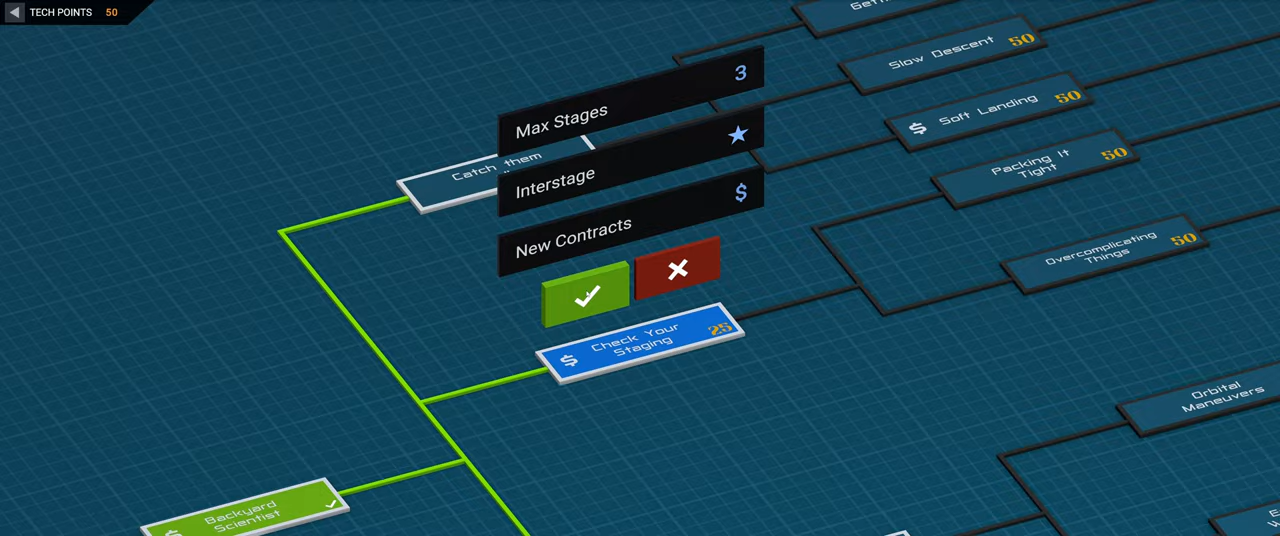 TECH POINTS 50
Slow Descent 50
Max Stages 3
$ Soft Landing 50
Catch them
Interstage
Packing It
Tight 50
New Contracts $
Overcomplicating
Things 50
$ Check Your
Staging 25
Orbital
Maneuvers
$ Backyard
Scientist